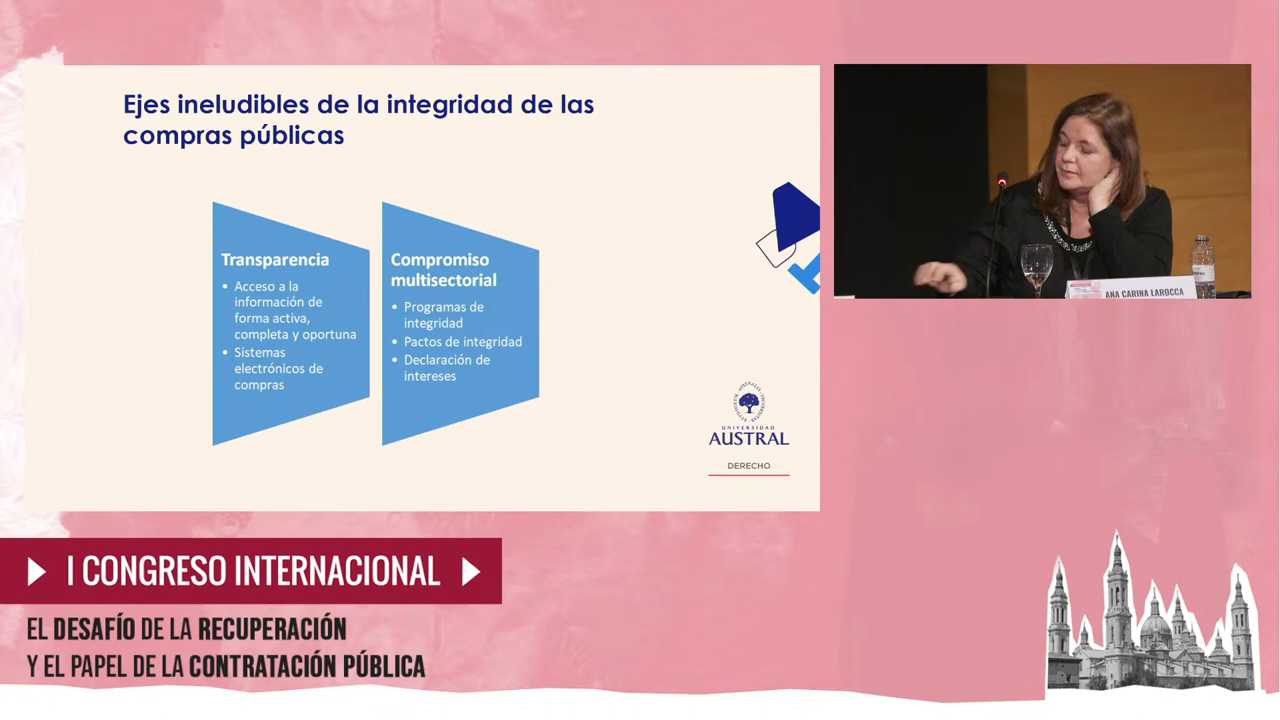 Ejes ineludibles de la integridad de las
compras públicas
Transparencia
• Acceso a la
información de
forma activa,
completa y oportuna
• Sistemas
electrónicos de
compras
Compromiso
multisectorial
• Programas de
integridad
• Pactos de integridad
• Declaración de
intereses
UNIVERSIDAD
AUSTRAL
DERECHO
ANA CARINA LAROCCA
I CONGRESO INTERNACIONAL
EL DESAFÍO DE LA RECUPERACIÓN
Y EL PAPEL DE LA CONTRATACIÓN PÚBLICA